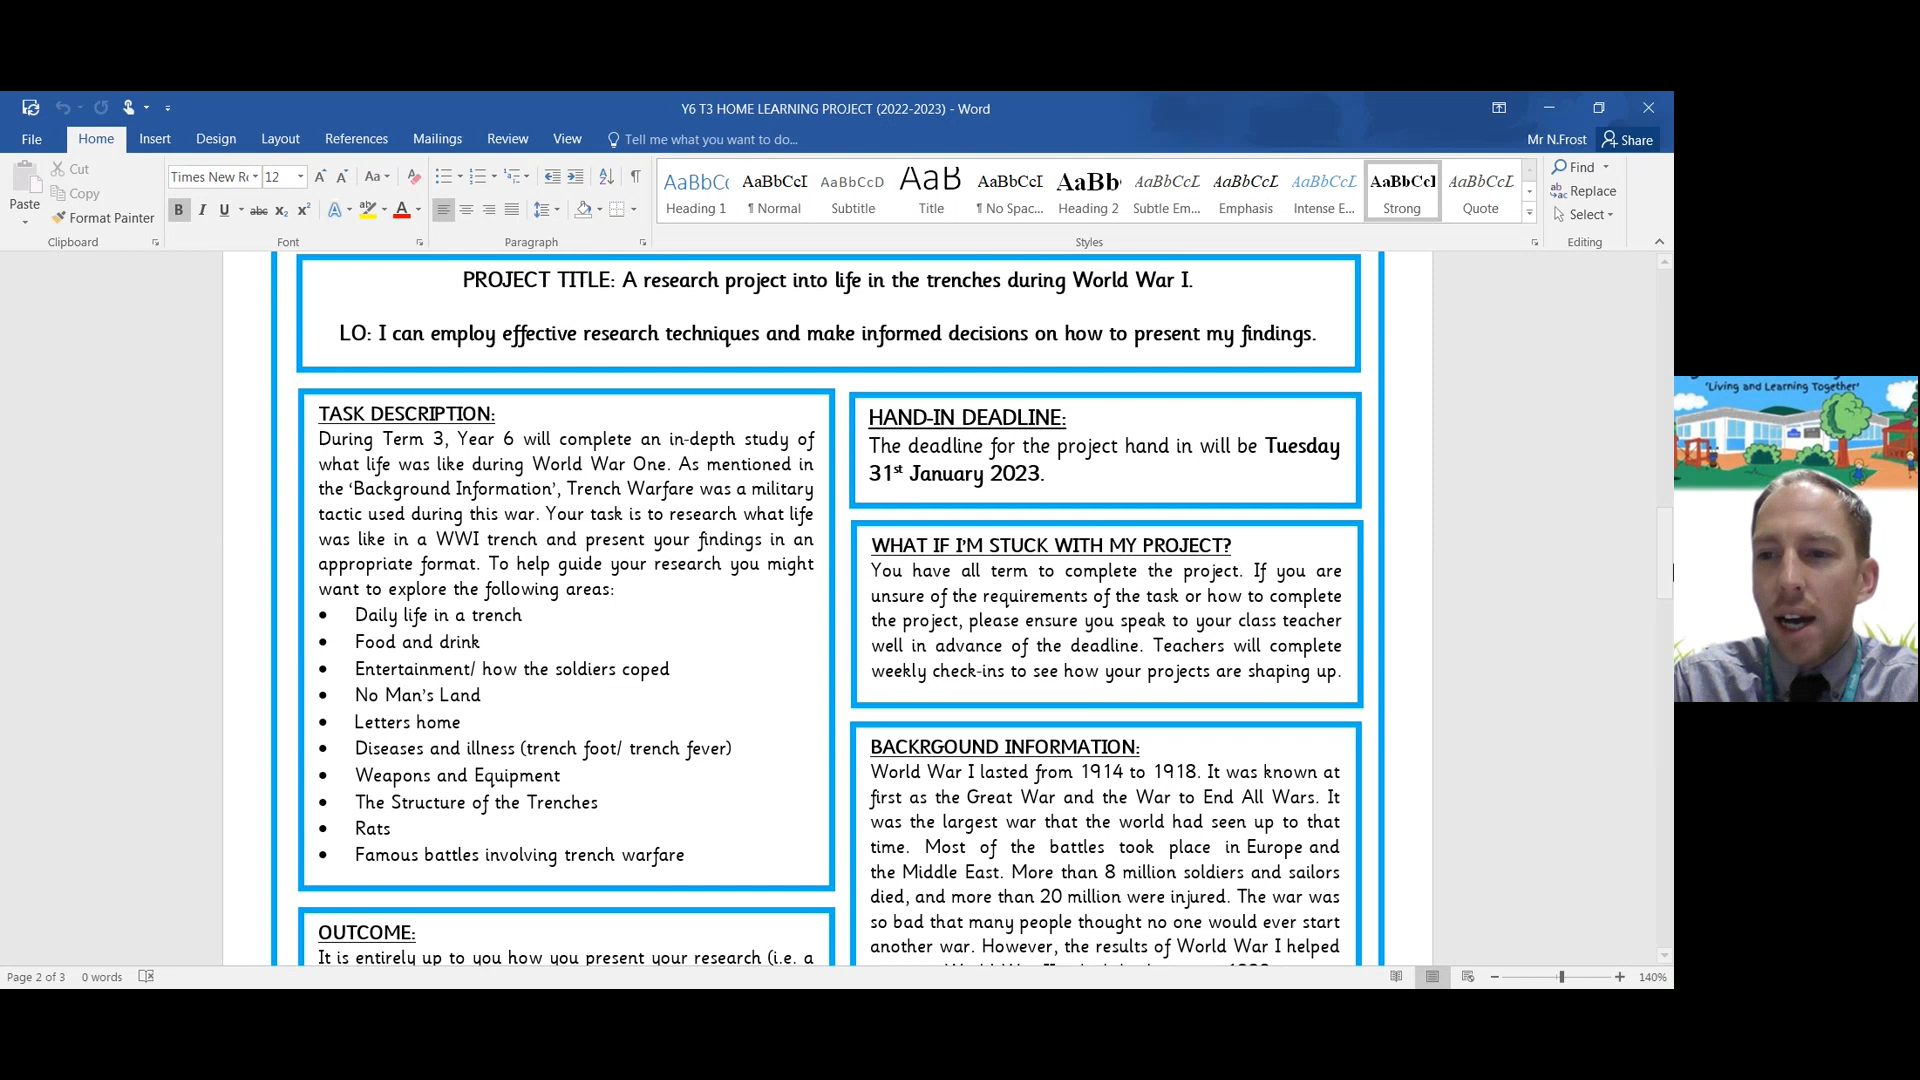 Y6 T3 HOME LEARNING PROJECT (2022-2023) - Word
File Home Insert Design Layout References Mailings Review View Tell me what you want to do... Mr N.Frost Share
Paste
Cut
Copy
Format Painter
Clipboard
Times New Ro 12
Font
Paragraph
AaBbCc AaBbCcI AaBbCcD AaB AaBbCcI AaBb AaBbCcL AaBbCcL AaBbCcL AaBbCcI AaBbCcL
Heading 1 ¶ Normal Subtitle Title ¶ No Spac... Heading 2 Subtle Em... Emphasis Intense E... Strong Quote
Styles
Find
Replace
Select
Editing
PROJECT TITLE: A research project into life in the trenches during World War I.
LO: I can employ effective research techniques and make informed decisions on how to present my findings.
TASK DESCRIPTION:
During Term 3, Year 6 will complete an in-depth study of
what life was like during World War One. As mentioned in
the ‘Background Information’, Trench Warfare was a military
tactic used during this war. Your task is to research what life
was like in a WWI trench and present your findings in an
appropriate format. To help guide your research you might
want to explore the following areas:
• Daily life in a trench
• Food and drink
• Entertainment/ how the soldiers coped
• No Man’s Land
• Letters home
• Diseases and illness (trench foot/ trench fever)
• Weapons and Equipment
• The Structure of the Trenches
• Rats
• Famous battles involving trench warfare
OUTCOME:
It is entirely up to you how you present your research (i.e. a
HAND-IN DEADLINE:
The deadline for the project hand in will be Tuesday
31st January 2023.
WHAT IF I’M STUCK WITH MY PROJECT?
You have all term to complete the project. If you are
unsure of the requirements of the task or how to complete
the project, please ensure you speak to your class teacher
well in advance of the deadline. Teachers will complete
weekly check-ins to see how your projects are shaping up.
BACKRGOUND INFORMATION:
World War I lasted from 1914 to 1918. It was known at
first as the Great War and the War to End All Wars. It
was the largest war that the world had seen up to that
time. Most of the battles took place in Europe and
the Middle East. More than 8 million soldiers and sailors
died, and more than 20 million were injured. The war was
so bad that many people thought no one would ever start
another war. However, the results of World War I helped
'Living and Learning Together'
Page 2 of 3 0 words 140%